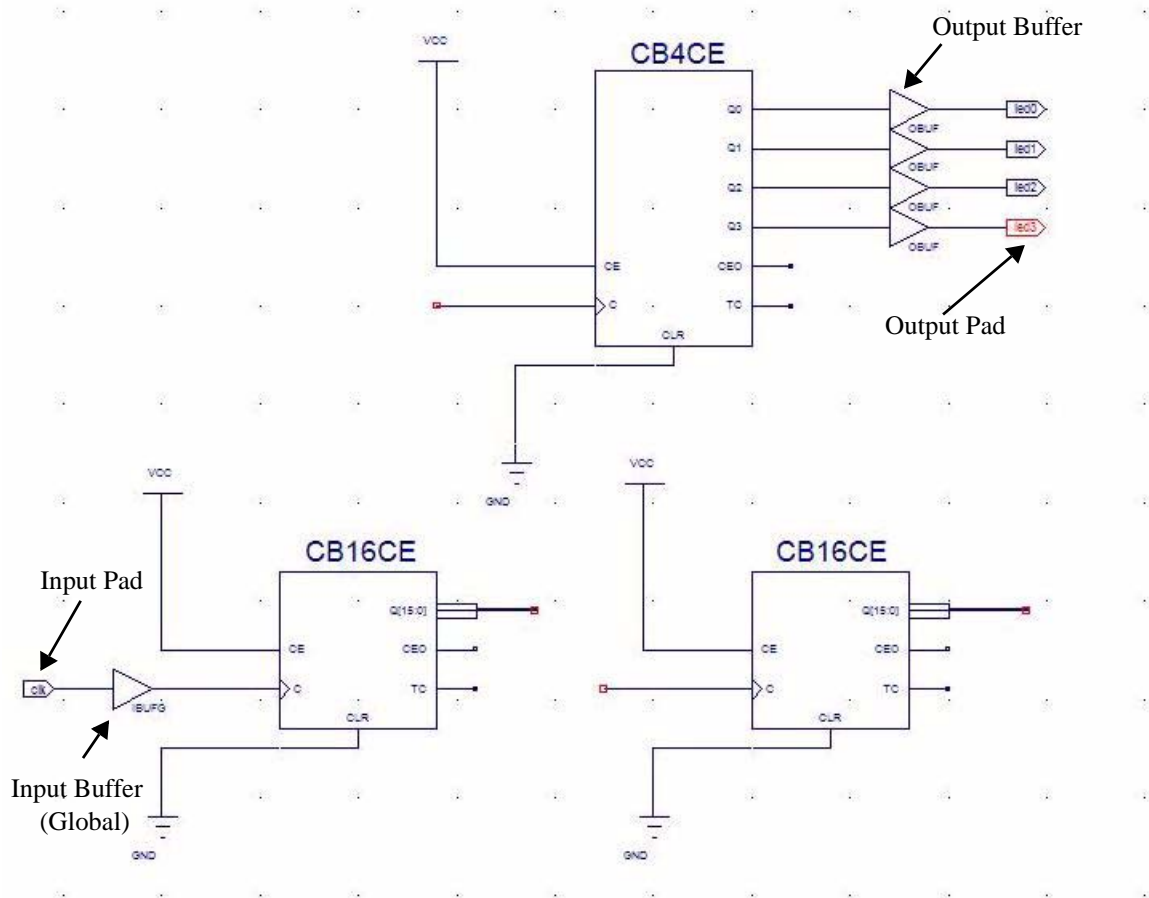 Output Buffer
VCC
CB4CE
Q0
led0
OBUF
Q1
led1
OBUF
Q2
led2
OBUF
Q3
led3
OBUF
CE
CEO
C
TC
CLR
Output Pad
GND
VCC
VCC
CB16CE
CB16CE
Input Pad
Q[15:0]
Q[15:0]
CE
CEO
CE
CEO
clk
IBUFG
C
TC
C
TC
CLR
CLR
Input Buffer
(Global)
GND
GND